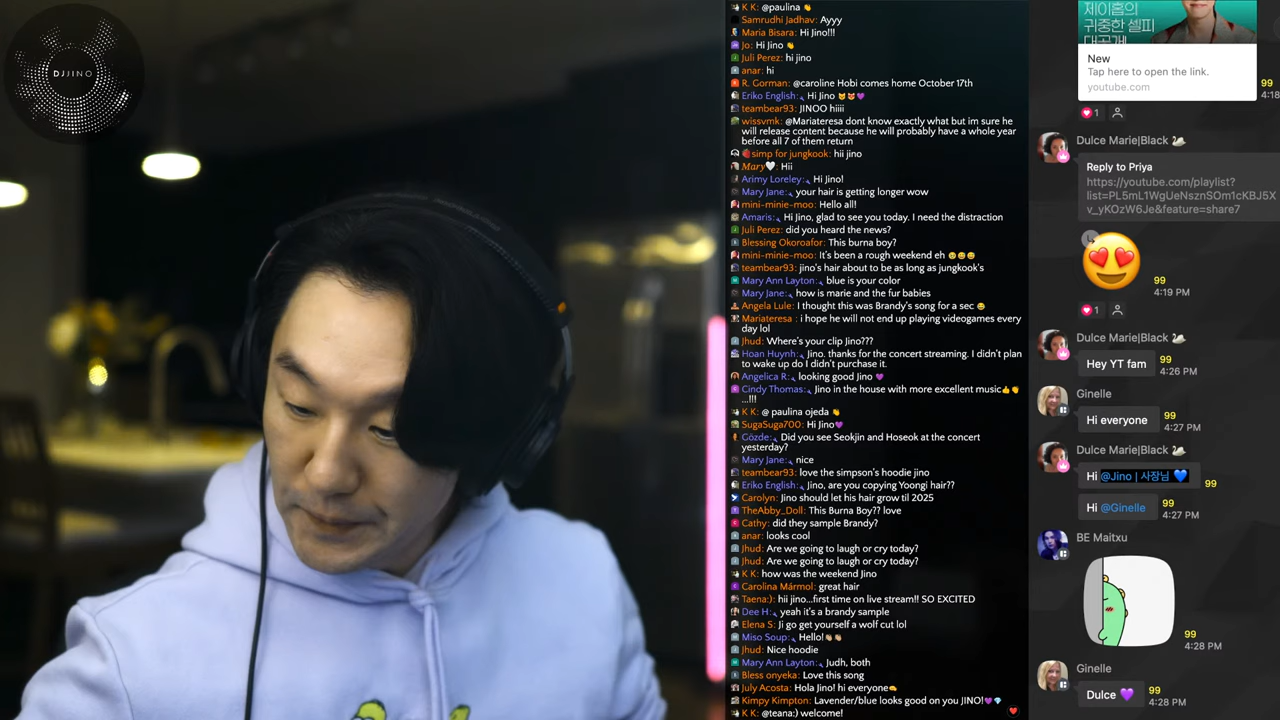 DJJINO
K K: @paulina 👏
Samrudhi Jadhav: Ayyy
Maria Bisara: Hi Jino!!!
Jo: Hi Jino 👏
Juli Perez: hi jino
anar: hi
R. Gorman: @caroline Hobi comes home October 17th
Eriko English: Hi Jino 🐱🐻💜
teambear93: JINOO hiiii
wissvmk: @Mariateresa dont know exactly what but im sure he
will release content because he will probably have a whole year
before all 7 of them return
simp for jungkook: hii jino
Mary🤍: Hii
Arimy Loreley: Hi Jino!
Mary Jane: your hair is getting longer wow
mini-minie-moo: Hello all!
Amaris: Hi Jino, glad to see you today. I need the distraction
Juli Perez: did you heard the news?
Blessing Okoroafor: This burna boy?
mini-minie-moo: It's been a rough weekend eh
teambear93: jino's hair about to be as long as jungkook's
Mary Ann Layton: blue is your color
Mary Jane: how is marie and the fur babies
Angela Lule: I thought this was Brandy's song for a sec 😅
Mariateresa : i hope he will not end up playing videogames every
day lol
Jhud: Where's your clip Jino???
Hoan Huynh: Jino. thanks for the concert streaming. I didn't plan
to wake up do I didn't purchase it.
Angelica R: looking good Jino 💜
Cindy Thomas: Jino in the house with more excellent music👍👏
...!!!
K K: @ paulina ojeda 👏
SugaSuga700: Hi Jino💜
Gözde: Did you see Seokjin and Hoseok at the concert
yesterday?
Mary Jane: nice
teambear93: love the simpson's hoodie jino
Eriko English: Jino, are you copying Yoongi hair??
Carolyn: Jino should let his hair grow til 2025
TheAbby_Doll: This Burna Boy?? love
Cathy: did they sample Brandy?
anar: looks cool
Jhud: Are we going to laugh or cry today?
Jhud: Are we going to laugh or cry today?
K K: how was the weekend Jino
Carolina Mármol: great hair
Taena:): hii jino...first time on live stream!! SO EXCITED
Dee H: yeah it's a brandy sample
Elena S: Ji go get yourself a wolf cut lol
Miso Soup: Hello!👏🏼👏🏼
Jhud: Nice hoodie
Mary Ann Layton: Judh, both
Bless onyeka: Love this song
July Acosta: Hola Jino! hi everyone
Kimpy Kimpton: Lavender/blue looks good on you JINO!💜💎
K K: @teana:) welcome!
제이홉의
귀중한 셀피
대공개
New
Tap here to open the link.
youtube.com
99
4:18
1
Dulce Marie|Black 🦢
Reply to Priya
https://youtube.com/playlist?
list=PL5mL1WgUeNsznSOm1cKBJ5X
v_yKOzW6Je&feature=share7
99
4:19 PM
1
Dulce Marie|Black 🦢
Hey YT fam
99
4:26 PM
Ginelle
Hi everyone
99
4:27 PM
Dulce Marie|Black 🦢
Hi @Jino | 사장님 💙
99
Hi @Ginelle
99
4:27 PM
BE Maitxu
99
4:28 PM
Ginelle
Dulce 💜
99
4:28 PM